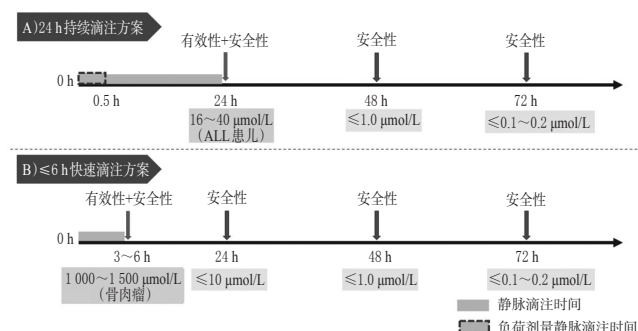 A)24 h持续滴注方案
有效性+安全性 安全性 安全性
0 h
0.5 h 24 h 48 h 72 h
16～40 μmol/L ≤1.0 μmol/L ≤0.1～0.2 μmol/L
(ALL患儿)
B)≤6 h快速滴注方案
有效性+安全性 安全性 安全性 安全性
0 h
3～6 h 24 h 48 h 72 h
1 000～1 500 μmol/L ≤10 μmol/L ≤1.0 μmol/L ≤0.1～0.2 μmol/L
(骨肉瘤)
静脉滴注时间
负荷剂量静脉滴注时间